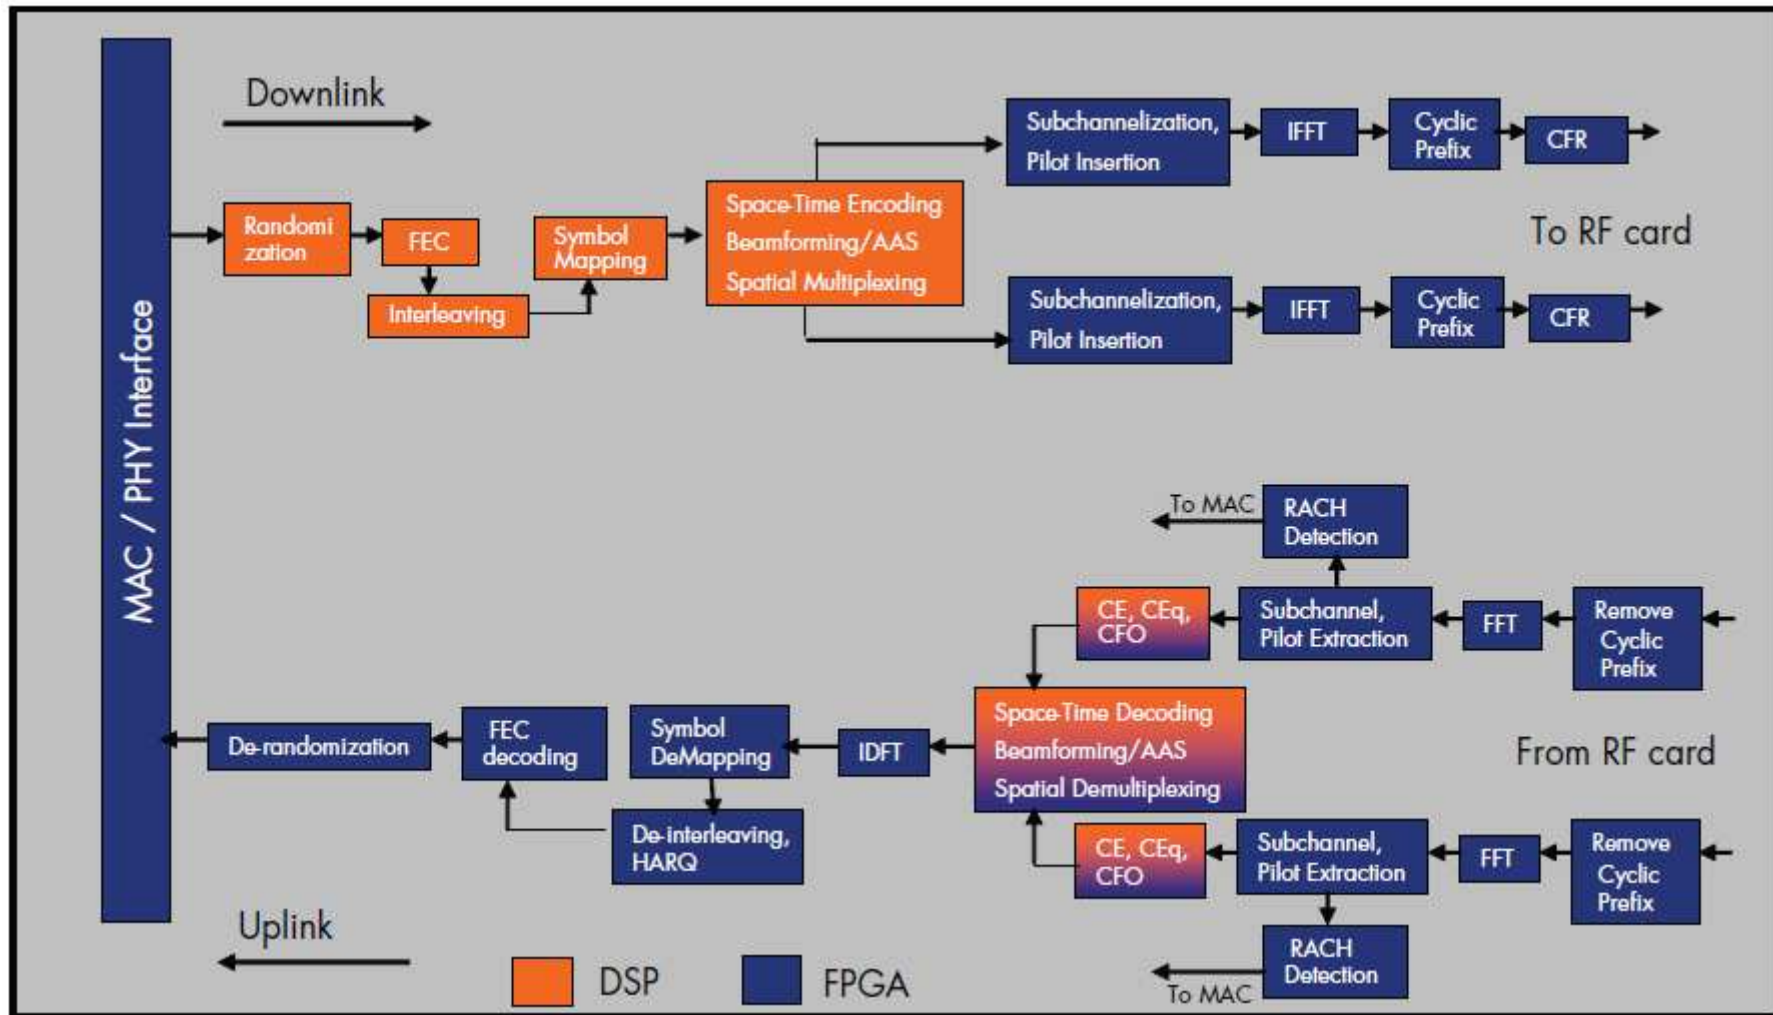 MAC / PHY Interface
Downlink
Randomi
zation
FEC
Interleaving
Symbol
Mapping
Space-Time Encoding
Beamforming/AAS
Spatial Multiplexing
Subchannelization,
Pilot Insertion
IFFT
Cyclic
Prefix
CFR
To RF card
Subchannelization,
Pilot Insertion
IFFT
Cyclic
Prefix
CFR
To MAC
RACH
Detection
CE, CEq,
CFO
Subchannel,
Pilot Extraction
FFT
Remove
Cyclic
Prefix
De-randomization
FEC
decoding
Symbol
DeMapping
De-interleaving,
HARQ
IDFT
Space-Time Decoding
Beamforming/AAS
Spatial Demultiplexing
From RF card
CE, CEq,
CFO
Subchannel,
Pilot Extraction
FFT
Remove
Cyclic
Prefix
RACH
Detection
To MAC
Uplink
DSP
FPGA